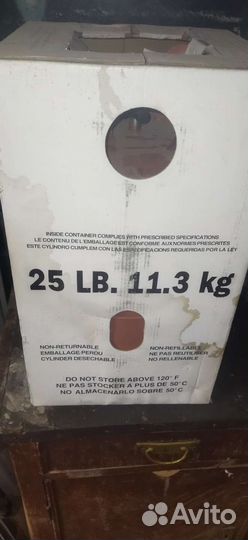 INSIDE CONTAINER COMPLIES WITH PRESCRIBED SPECIFICATIONS
LE CONTENU DE L'EMBALLAGE EST CONFORME AUX NORMES PRESCRITES
ESTE CYLINDRO CUMPLEM CON LAS ESPECIFICACIONES REQUERIDAS POR LA LEY
25 LB. 11.3 kg
NON-RETURNABLE
EMBALLAGE PERDU
CYLINDER DESECHABLE
NON-REFILLABLE
NE PAS REUTILISER
NO RELLENABLE
DO NOT STORE ABOVE 120° F
NE PAS STOCKER A PLUS DE 50°C
NO ALMACENARLO SOBRE 50°C
Avito